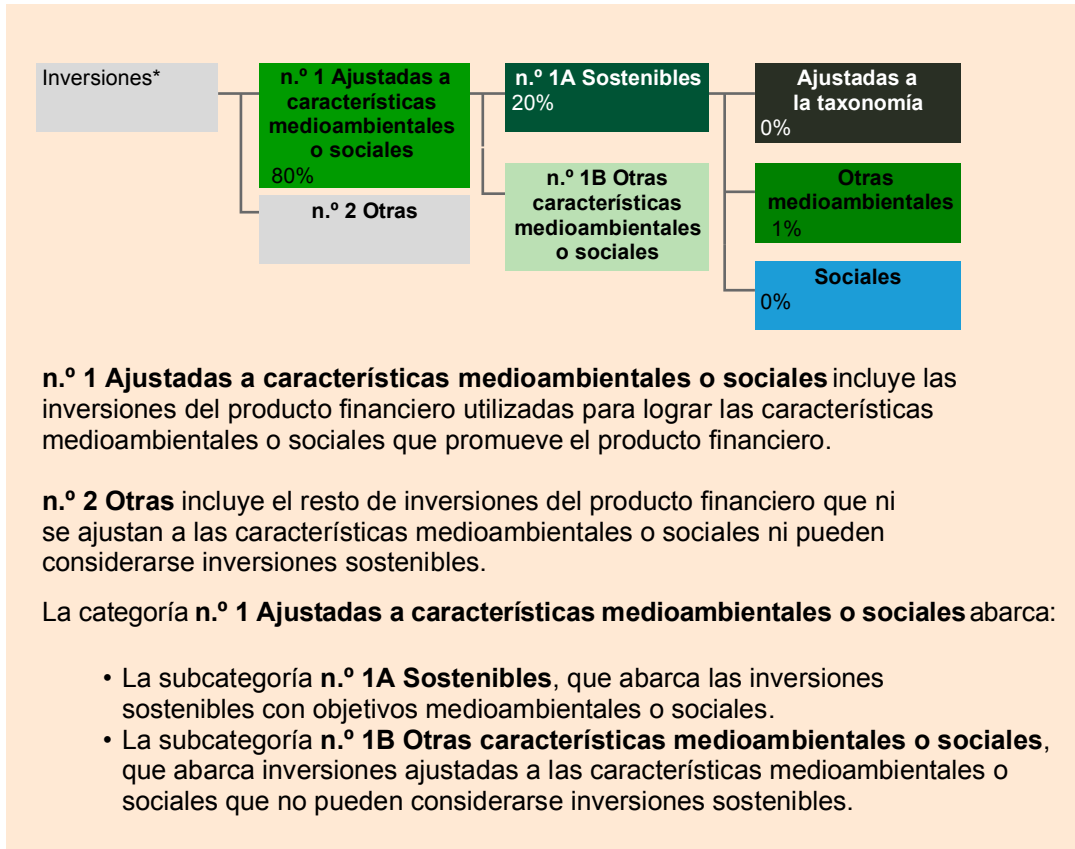 Inversiones*
n.º 1 Ajustadas a
características
medioambientales
o sociales
80%
n.º 2 Otras
n.º 1A Sostenibles
20%
n.º 1B Otras
características
medioambientales
o sociales
Ajustadas a
la taxonomía
0%
Otras
medioambientales
1%
Sociales
0%
n.º 1 Ajustadas a características medioambientales o sociales incluye las
inversiones del producto financiero utilizadas para lograr las características
medioambientales o sociales que promueve el producto financiero.
n.º 2 Otras incluye el resto de inversiones del producto financiero que ni
se ajustan a las características medioambientales o sociales ni pueden
considerarse inversiones sostenibles.
La categoría n.º 1 Ajustadas a características medioambientales o sociales abarca:
• La subcategoría n.º 1A Sostenibles, que abarca las inversiones
sostenibles con objetivos medioambientales o sociales.
• La subcategoría n.º 1B Otras características medioambientales o sociales,
que abarca inversiones ajustadas a las características medioambientales o
sociales que no pueden considerarse inversiones sostenibles.